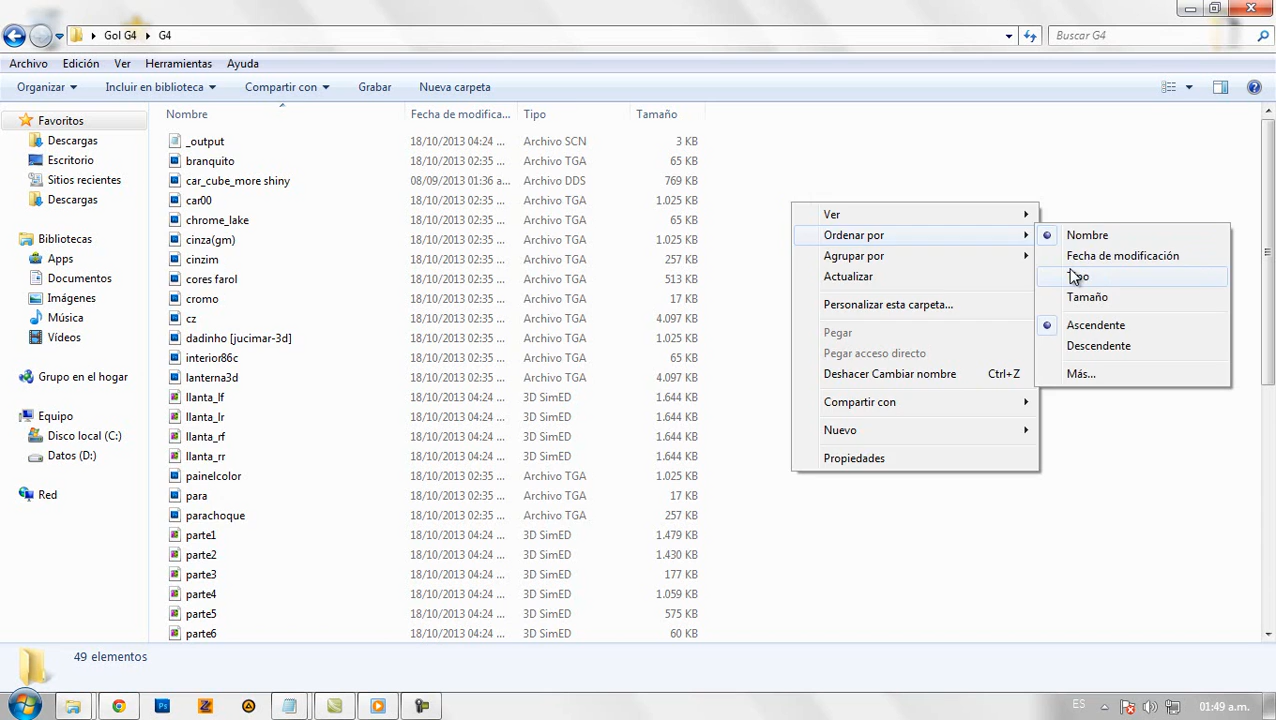 Gol G4 G4 Buscar G4
Archivo Edición Ver Herramientas Ayuda
Organizar Incluir en biblioteca Compartir con Grabar Nueva carpeta
Favoritos
Descargas
Escritorio
Sitios recientes
Descargas
Bibliotecas
Apps
Documentos
Imágenes
Música
Vídeos
Grupo en el hogar
Equipo
Disco local (C:)
Datos (D:)
Red
Nombre Fecha de modifica... Tipo Tamaño
_output 18/10/2013 04:24 ... Archivo SCN 3 KB
branquito 18/10/2013 02:35 ... Archivo TGA 65 KB
car_cube_more shiny 08/09/2013 01:36 a... Archivo DDS 769 KB
car00 18/10/2013 02:35 ... Archivo TGA 1.025 KB
chrome_lake 18/10/2013 02:35 ... Archivo TGA 65 KB
cinza(gm) 18/10/2013 02:35 ... Archivo TGA 65 KB
cinzim 18/10/2013 02:35 ... Archivo TGA 257 KB
cores farol 18/10/2013 02:35 ... Archivo TGA 513 KB
cromo 18/10/2013 02:35 ... Archivo TGA 17 KB
cz 18/10/2013 02:35 ... Archivo TGA 4.097 KB
dadinho [jucimar-3d] 18/10/2013 02:35 ... Archivo TGA 257 KB
interior86c 18/10/2013 02:35 ... Archivo TGA 65 KB
lanterna3d 18/10/2013 02:35 ... Archivo TGA 4.097 KB
llanta_lf 18/10/2013 04:24 ... 3D SimED 1.644 KB
llanta_lr 18/10/2013 04:24 ... 3D SimED 1.644 KB
llanta_rf 18/10/2013 04:24 ... 3D SimED 1.644 KB
llanta_rr 18/10/2013 04:24 ... 3D SimED 1.644 KB
painelcolor 18/10/2013 02:35 ... Archivo TGA 1.025 KB
para 18/10/2013 02:35 ... Archivo TGA 17 KB
parachoque 18/10/2013 02:35 ... Archivo TGA 257 KB
parte1 18/10/2013 04:24 ... 3D SimED 1.479 KB
parte2 18/10/2013 04:24 ... 3D SimED 1.430 KB
parte3 18/10/2013 04:24 ... 3D SimED 177 KB
parte4 18/10/2013 04:24 ... 3D SimED 1.059 KB
parte5 18/10/2013 04:24 ... 3D SimED 575 KB
parte6 18/10/2013 04:24 ... 3D SimED 60 KB
Ver
Ordenar por
Agrupar por
Actualizar
Personalizar esta carpeta...
Pegar
Pegar acceso directo
Deshacer Cambiar nombre Ctrl+Z
Compartir con
Nuevo
Propiedades
Nombre
Fecha de modificación
Tamaño
Ascendente
Descendente
Más...
49 elementos
ES 01:49 a.m.